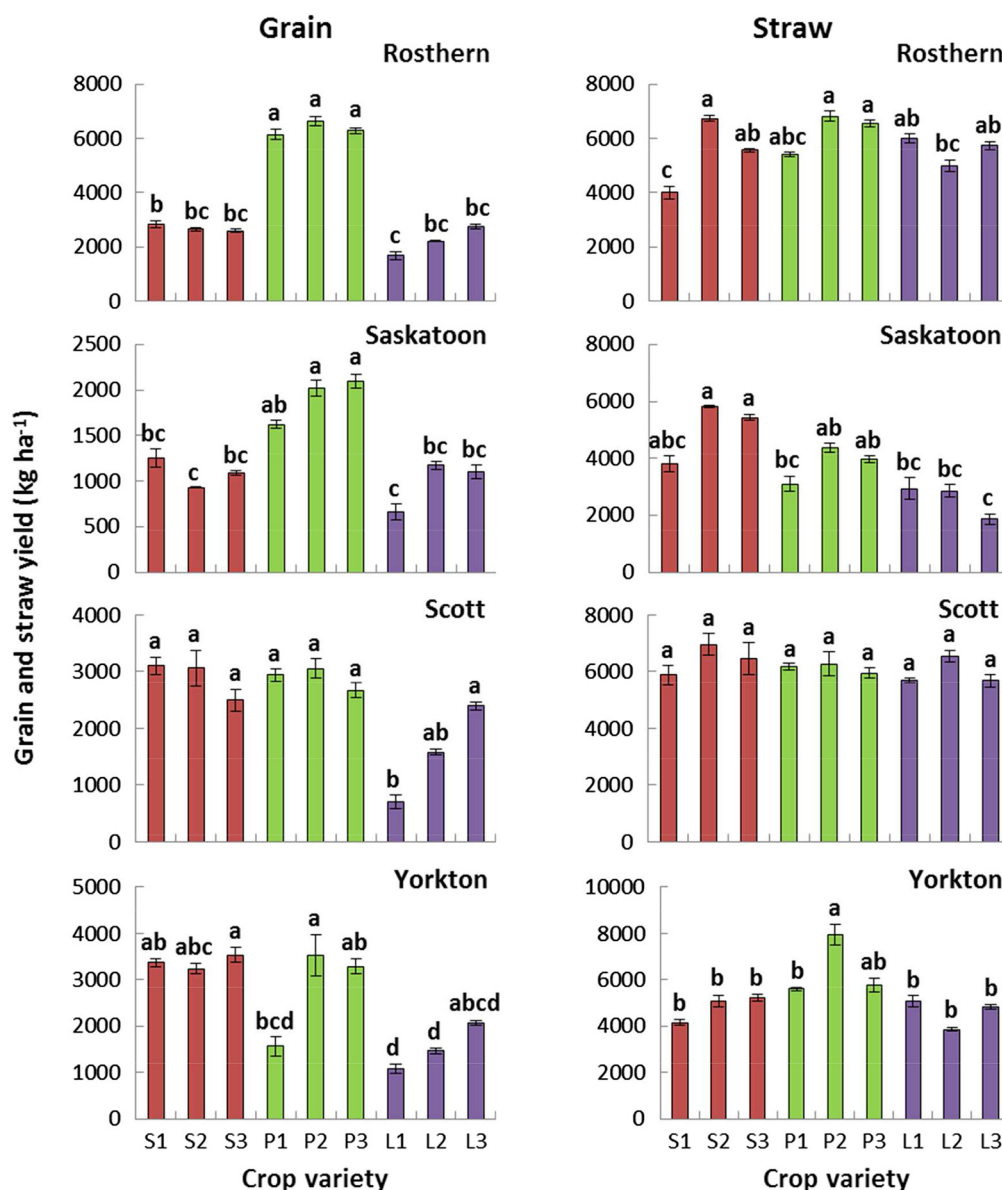 Grain
Straw
Grain and straw yield (kg ha-1)
Rosthern
8000
6000
4000
2000
0
b bc bc a a a c bc bc
Rosthern
8000
6000
4000
2000
0
c a ab abc a a ab bc ab
Saskatoon
2500
2000
1500
1000
500
0
bc c bc ab a a c bc bc
Saskatoon
8000
6000
4000
2000
0
abc a a bc ab ab bc bc c
Scott
4000
3000
2000
1000
0
a a a a a a b ab a
Scott
8000
6000
4000
2000
0
a a a a a a a a a
Yorkton
5000
4000
3000
2000
1000
0
ab abc a bcd a ab d d abcd
S1 S2 S3 P1 P2 P3 L1 L2 L3
Crop variety
Yorkton
10000
8000
6000
4000
2000
0
b b b b a ab b b b
S1 S2 S3 P1 P2 P3 L1 L2 L3
Crop variety